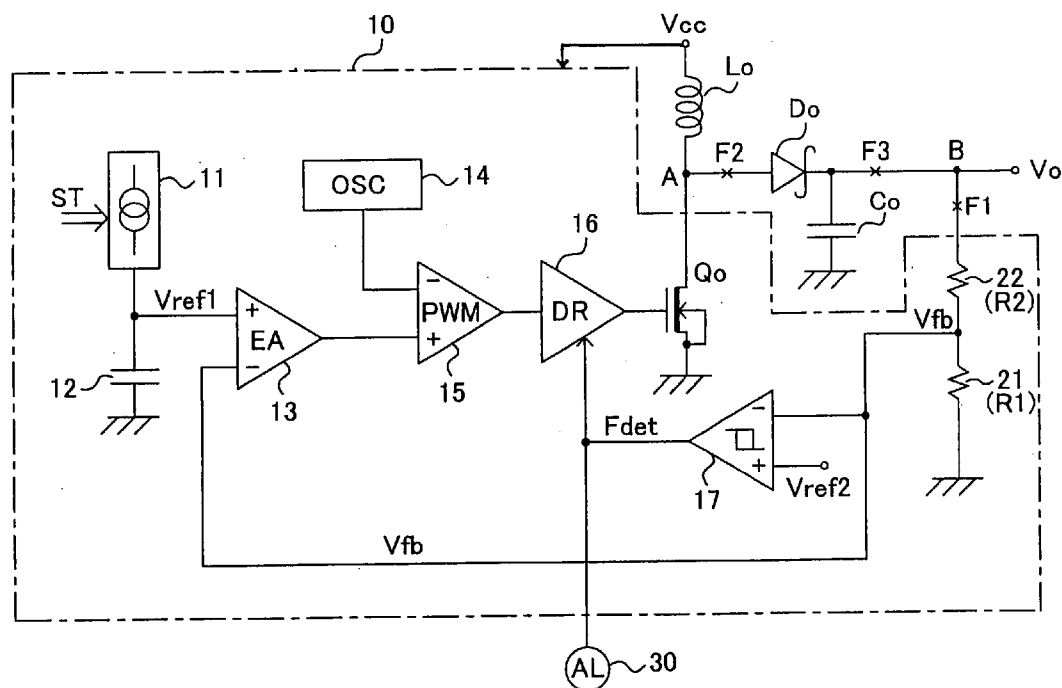 10
Vcc
Lo
Do
F2
F3
B
Vo
A
F1
Co
11
ST
OSC
14
16
Qo
22
(R2)
Vref1
+
EA
−
−
PWM
+
DR
Vfb
12
13
15
21
(R1)
Fdet
−
+
17
Vref2
Vfb
AL
30